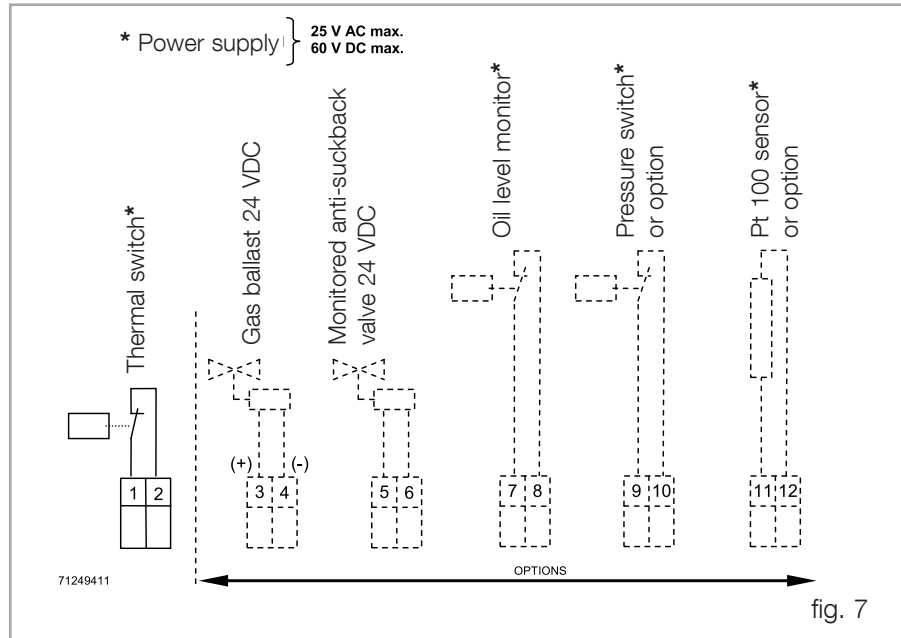 * Power supply
25 V AC max.
60 V DC max.
Thermal switch*
Gas ballast 24 VDC
Monitored anti-suckback
valve 24 VDC
Oil level monitor*
Pressure switch*
or option
Pt 100 sensor*
or option
(+) (-)
1 2 3 4 5 6 7 8 9 10 11 12
71249411
OPTIONS
fig. 7